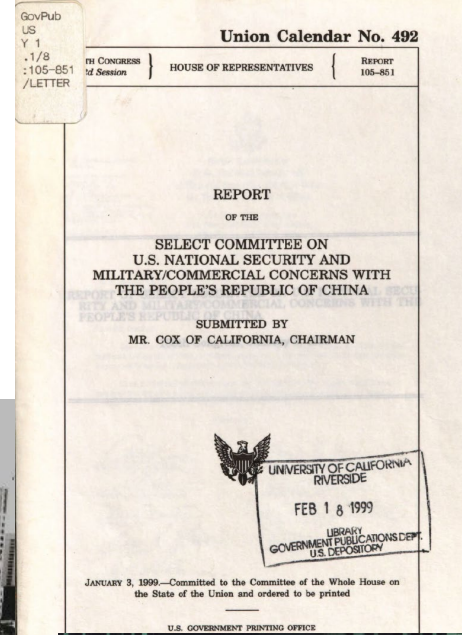 GovPub
US
Y 1
.1/8
:105-851
/LETTER
Union Calendar No. 492
TH CONGRESS
d Session
HOUSE OF REPRESENTATIVES
REPORT
105-851
REPORT
OF THE
SELECT COMMITTEE ON
U.S. NATIONAL SECURITY AND
MILITARY/COMMERCIAL CONCERNS WITH
THE PEOPLE'S REPUBLIC OF CHINA
SUBMITTED BY
MR. COX OF CALIFORNIA, CHAIRMAN
UNIVERSITY OF CALIFORNIA
RIVERSIDE
FEB 18 1999
LIBRARY
GOVERNMENT PUBLICATIONS DEPT.
U.S. DEPOSITORY
JANUARY 3, 1999.—Committed to the Committee of the Whole House on
the State of the Union and ordered to be printed
U.S. GOVERNMENT PRINTING OFFICE